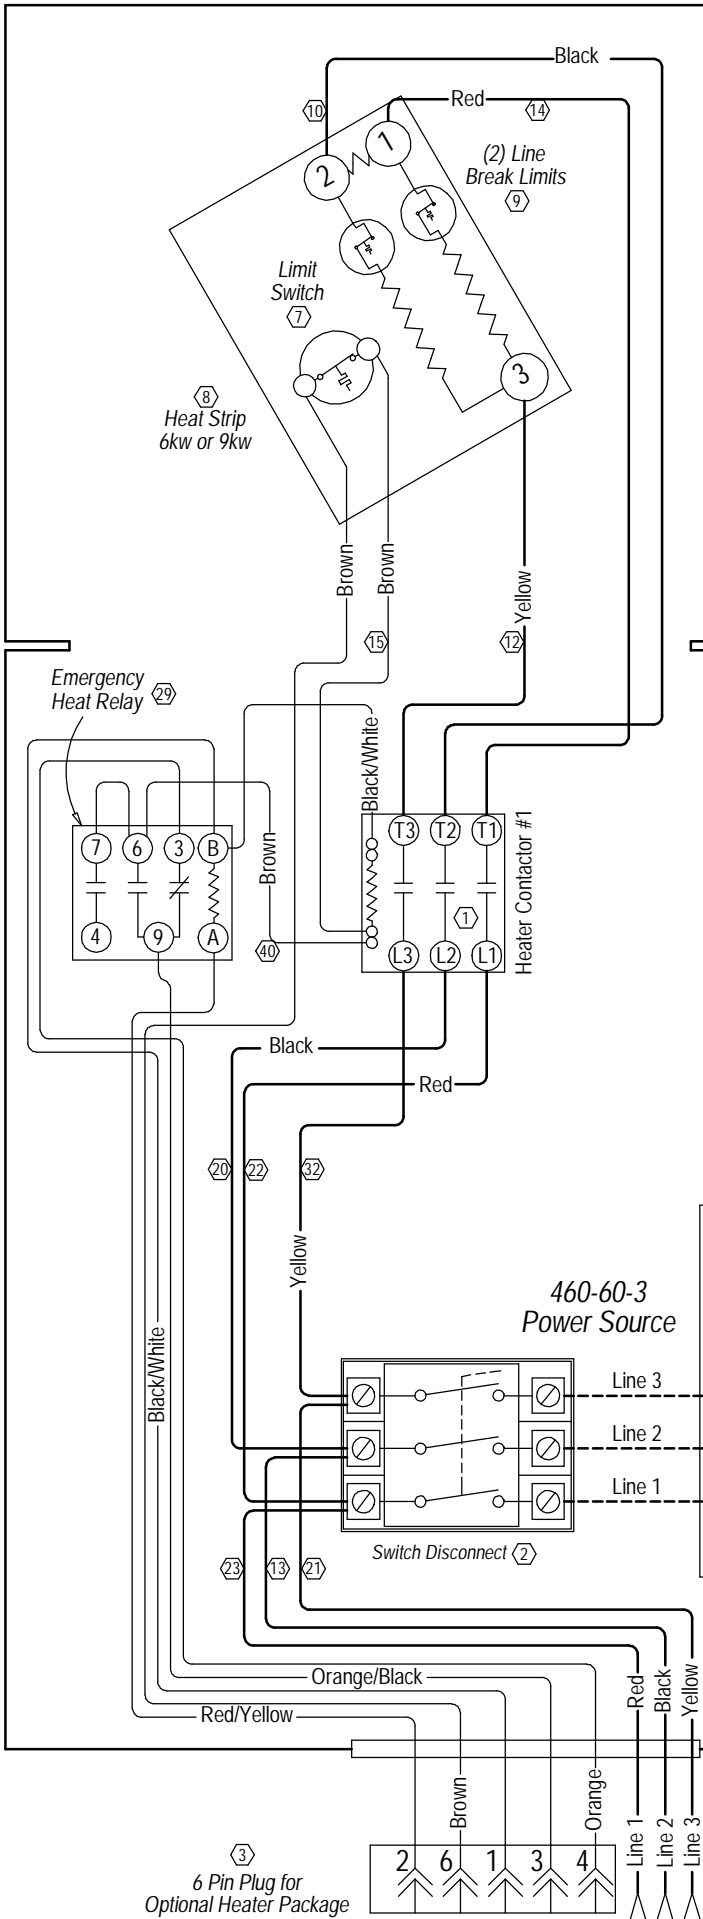 Black
Red
10
14
1
2
(2) Line
Break Limits
9
Limit
Switch
7
3
8
Heat Strip
6kw or 9kw
Brown
Brown
Yellow
15
12
Emergency
Heat Relay
29
Black/White
T3
T2
T1
7
6
3
B
Brown
Heater Contactor #1
1
4
9
A
40
L3
L2
L1
Black
Red
20
22
32
Yellow
460-60-3
Power Source
Black/White
Line 3
Line 2
Line 1
Switch Disconnect
2
23
13
21
Orange/Black
Red/Yellow
Red
Black
Yellow
Brown
Orange
Line 1
Line 2
Line 3
3
6 Pin Plug for
Optional Heater Package
2
6
1
3
4